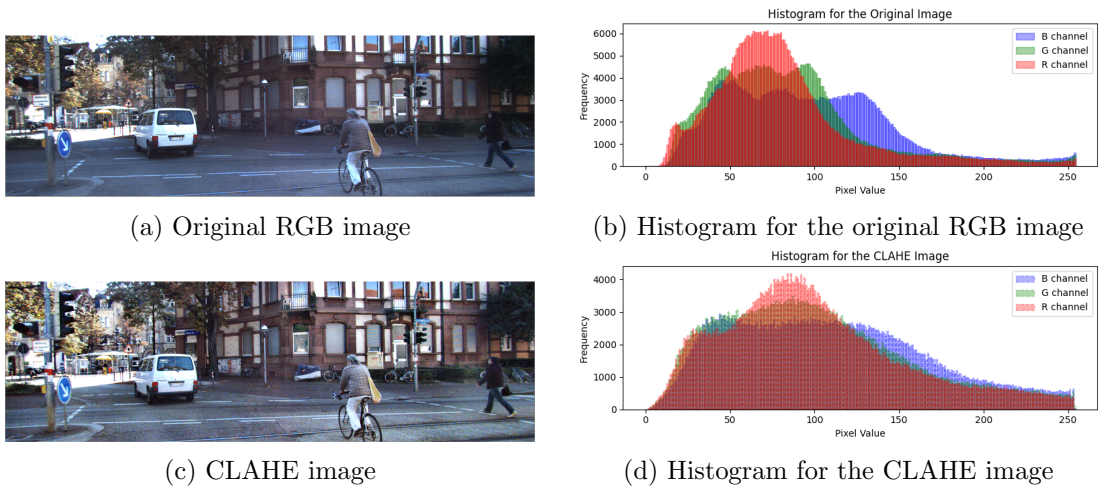 Histogram for the Original Image
B channel
G channel
R channel
Frequency
6000
5000
4000
3000
2000
1000
0
0 50 100 150 200 250
Pixel Value
(a) Original RGB image
(b) Histogram for the original RGB image
Histogram for the CLAHE Image
B channel
G channel
R channel
Frequency
4000
3000
2000
1000
0
0 50 100 150 200 250
Pixel Value
(c) CLAHE image
(d) Histogram for the CLAHE image